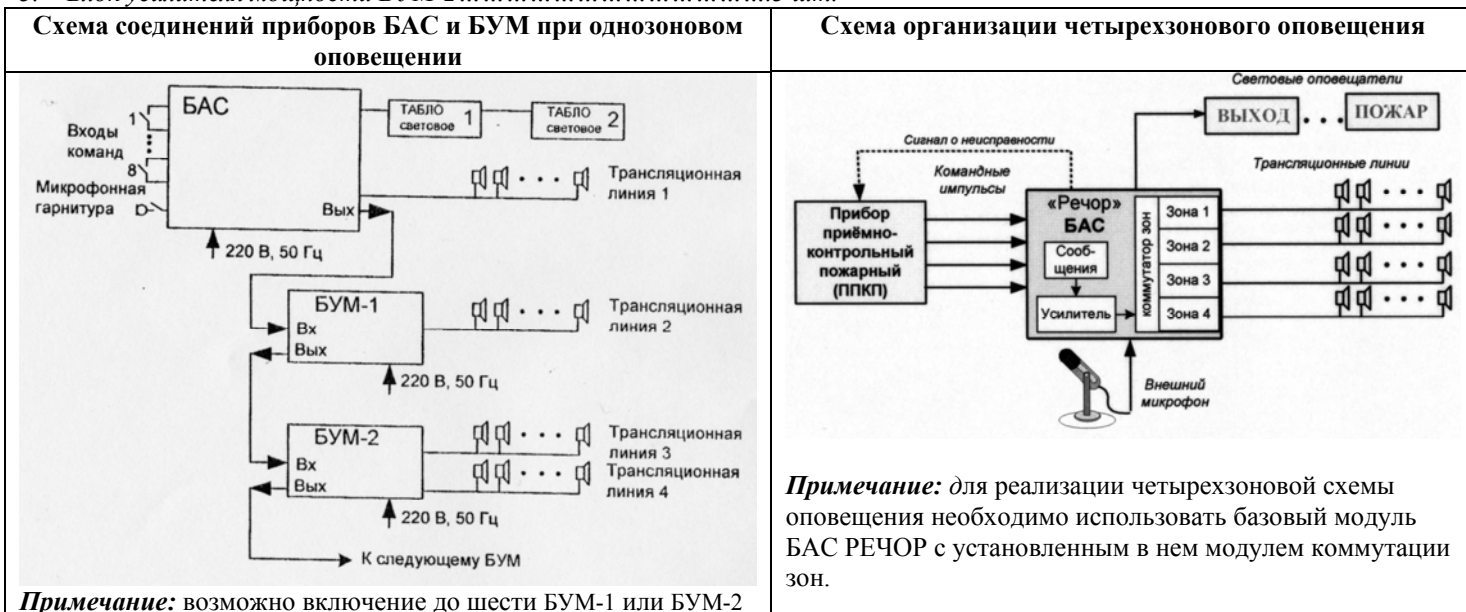 Схема соединений приборов БАС и БУМ при однозоновом
оповещении
БАС
1
Входы
команд
8
Микрофонная
гарнитура
ТАБЛО
световое 1
ТАБЛО
световое 2
Трансляционная
линия 1
Вых
220 В, 50 Гц
БУМ-1
Вх
Вых
Трансляционная
линия 2
220 В, 50 Гц
БУМ-2
Вх
Вых
Трансляционная
линия 3
Трансляционная
линия 4
220 В, 50 Гц
К следующему БУМ
Примечание: возможно включение до шести БУМ-1 или БУМ-2
Схема организации четырехзонового оповещения
Световые оповещатели
ВЫХОД
ПОЖАР
Сигнал о неисправности
Командные
импульсы
Трансляционные линии
Прибор
приёмно-
контрольный
пожарный
(ППКП)
«Речор»
БАС
Сооб-
щения
Усилитель
коммутатор зон
Зона 1
Зона 2
Зона 3
Зона 4
Внешний
микрофон
Примечание: для реализации четырехзоновой схемы
оповещения необходимо использовать базовый модуль
БАС РЕЧОР с установленным в нем модулем коммутации
зон.